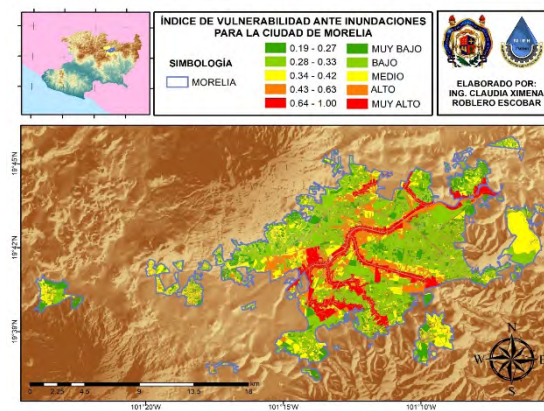 ÍNDICE DE VULNERABILIDAD ANTE INUNDACIONES
PARA LA CIUDAD DE MORELIA
SIMBOLOGÍA
MORELIA
0.19 - 0.27 MUY BAJO
0.28 - 0.33 BAJO
0.34 - 0.42 MEDIO
0.43 - 0.63 ALTO
0.64 - 1.00 MUY ALTO
ELABORADO POR:
ING. CLAUDIA XIMENA
ROBLERO ESCOBAR
19°45'N
19°42'N
19°39'N
N
W E
S
0 2.25 4.5 9 13.5 18
101°20'W 101°15'W 101°10'W